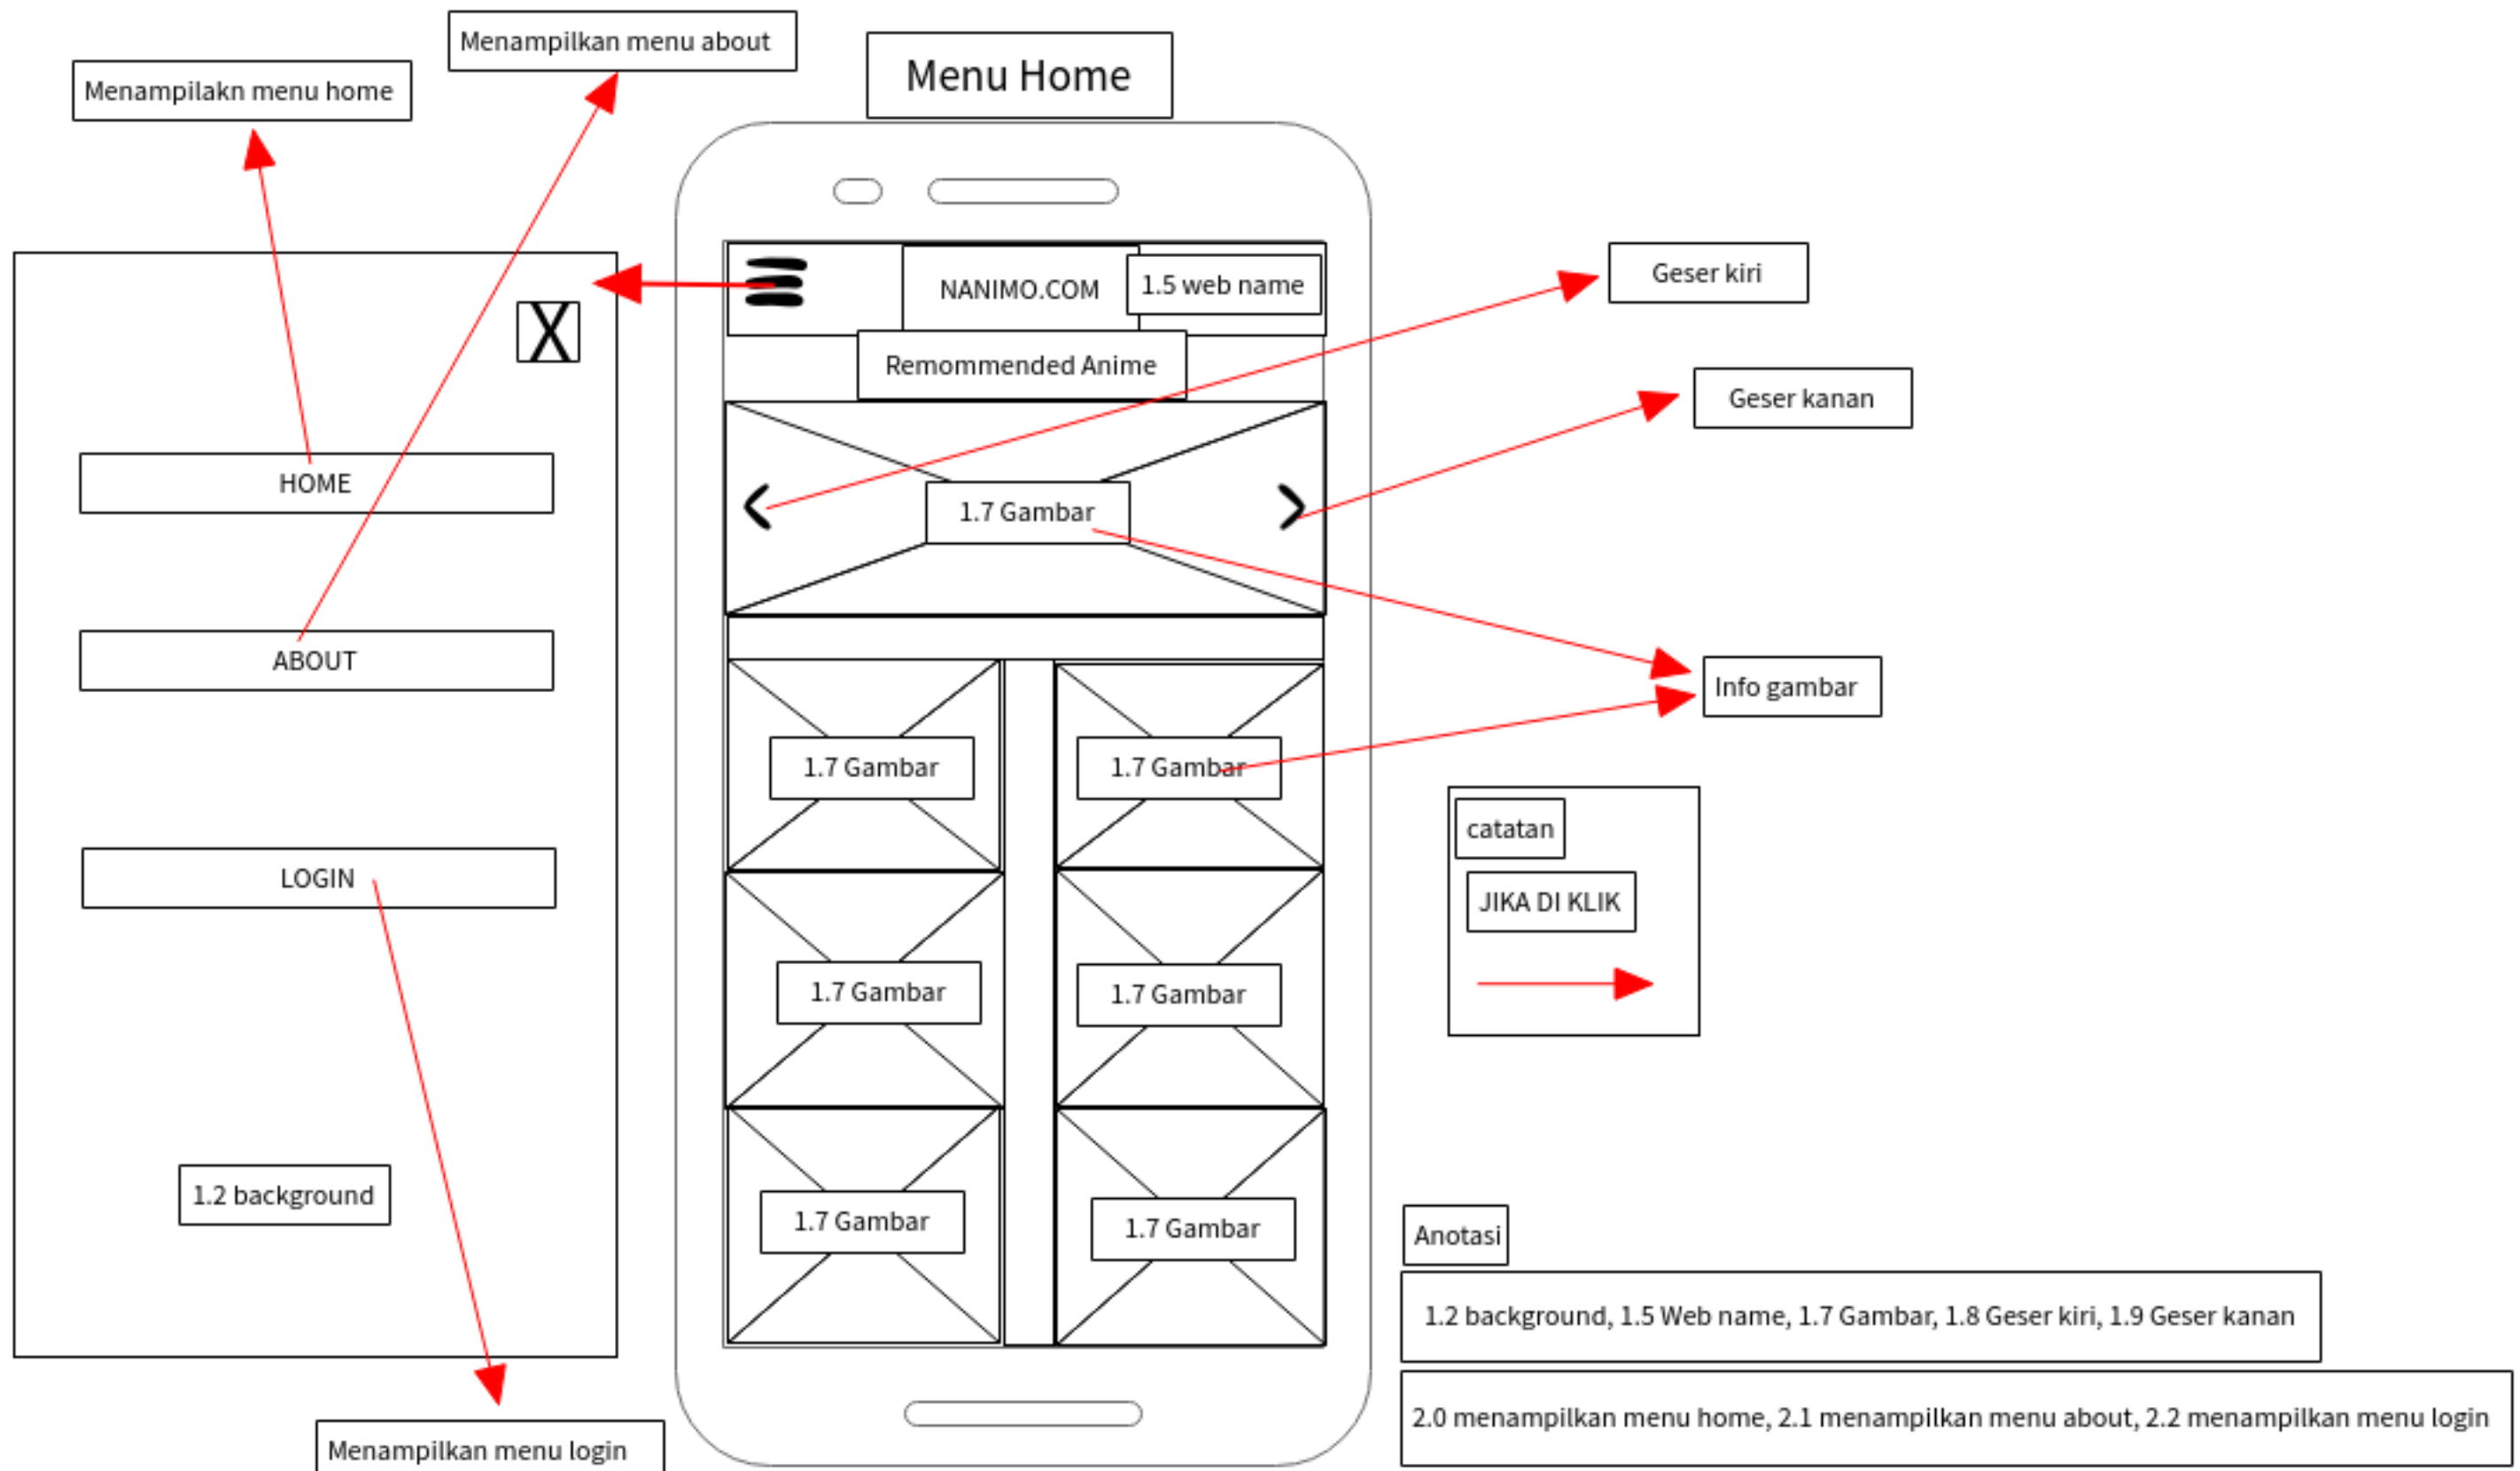 Menampilkan menu about
Menampilakn menu home
Menu Home
NANIMO.COM
1.5 web name
Remommended Anime
Geser kiri
Geser kanan
X
HOME
ABOUT
LOGIN
1.2 background
Menampilkan menu login
1.7 Gambar
Info gambar
1.7 Gambar
1.7 Gambar
1.7 Gambar
1.7 Gambar
1.7 Gambar
1.7 Gambar
catatan
JIKA DI KLIK
Anotasi
1.2 background, 1.5 Web name, 1.7 Gambar, 1.8 Geser kiri, 1.9 Geser kanan
2.0 menampilkan menu home, 2.1 menampilkan menu about, 2.2 menampilkan menu login